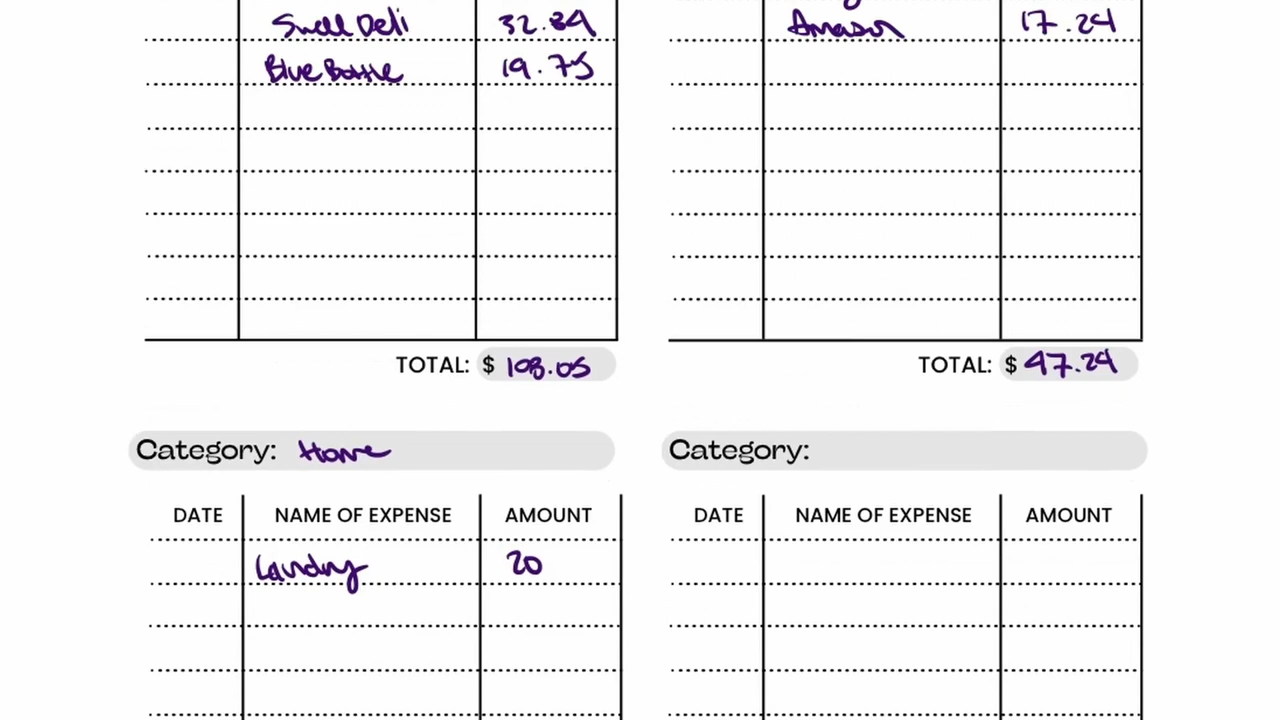 Swell Deli 32.84
Blue Bottle 19.75
Amazon 17.24
TOTAL: $ 108.05
TOTAL: $ 47.24
Category: Home
DATE NAME OF EXPENSE AMOUNT
Laundry 20
Category:
DATE NAME OF EXPENSE AMOUNT